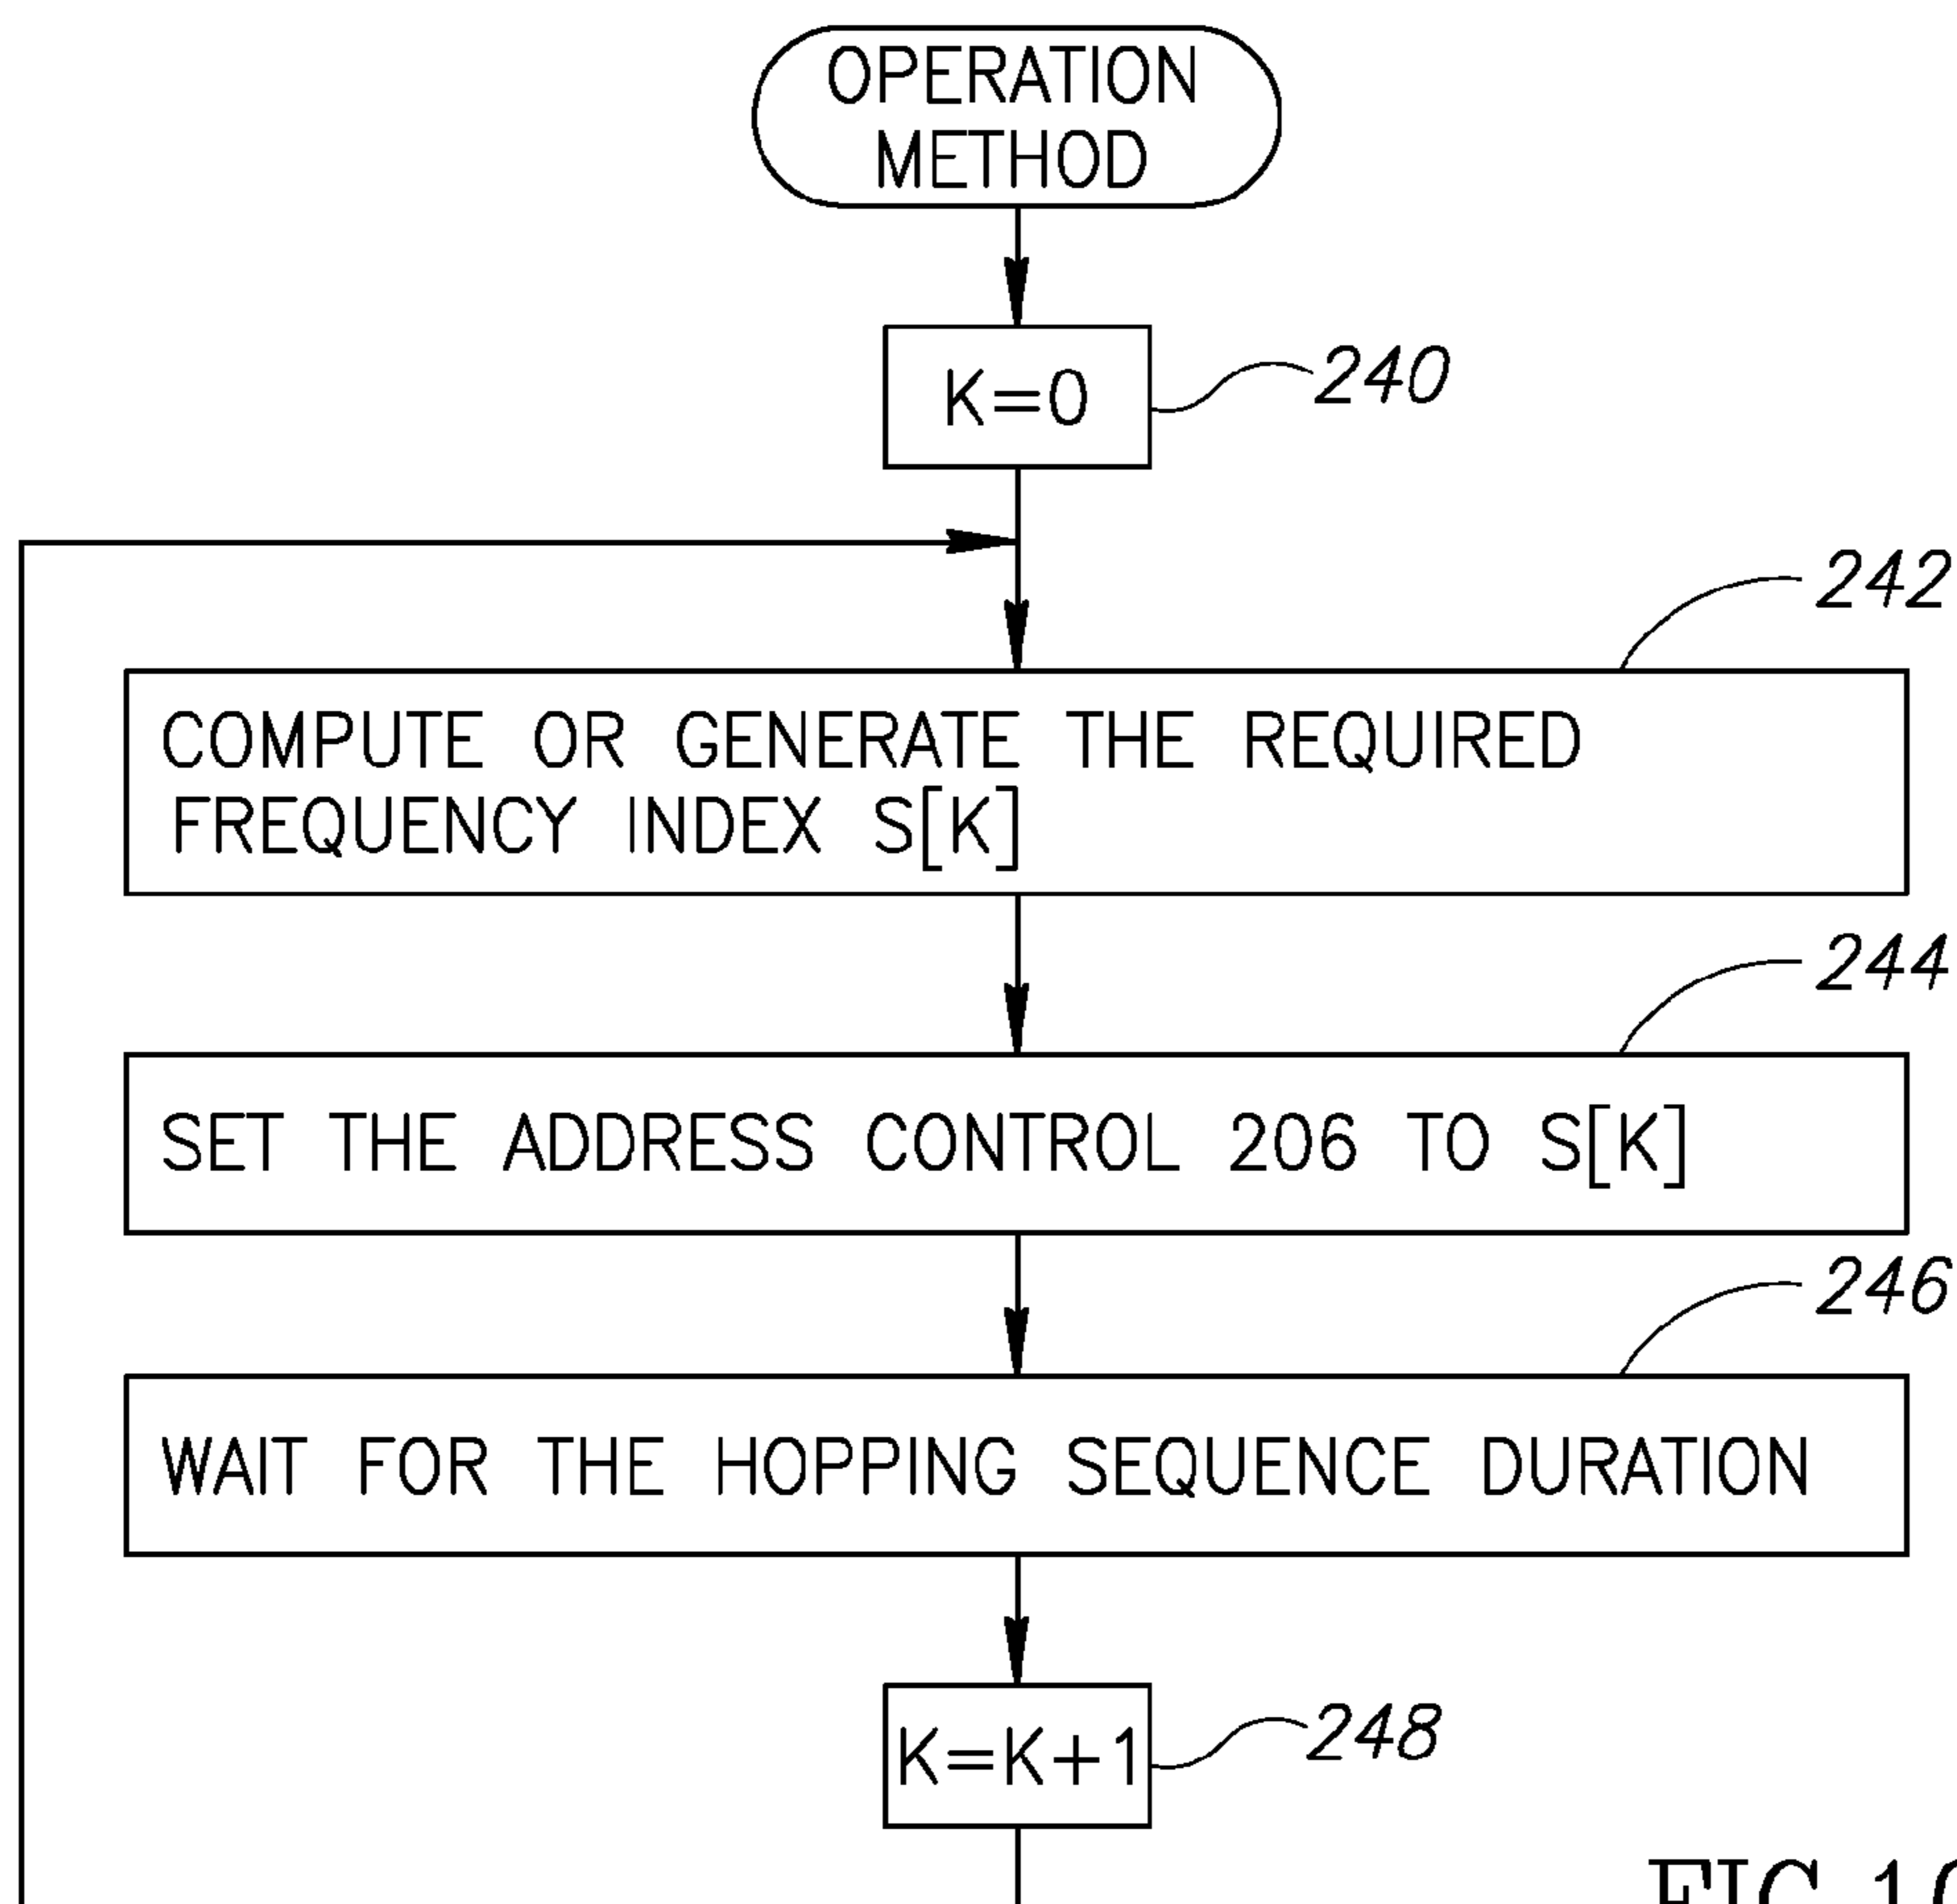 OPERATION
METHOD
K=0
240
242
COMPUTE OR GENERATE THE REQUIRED
FREQUENCY INDEX S[K]
244
SET THE ADDRESS CONTROL 206 TO S[K]
246
WAIT FOR THE HOPPING SEQUENCE DURATION
K=K+1
248